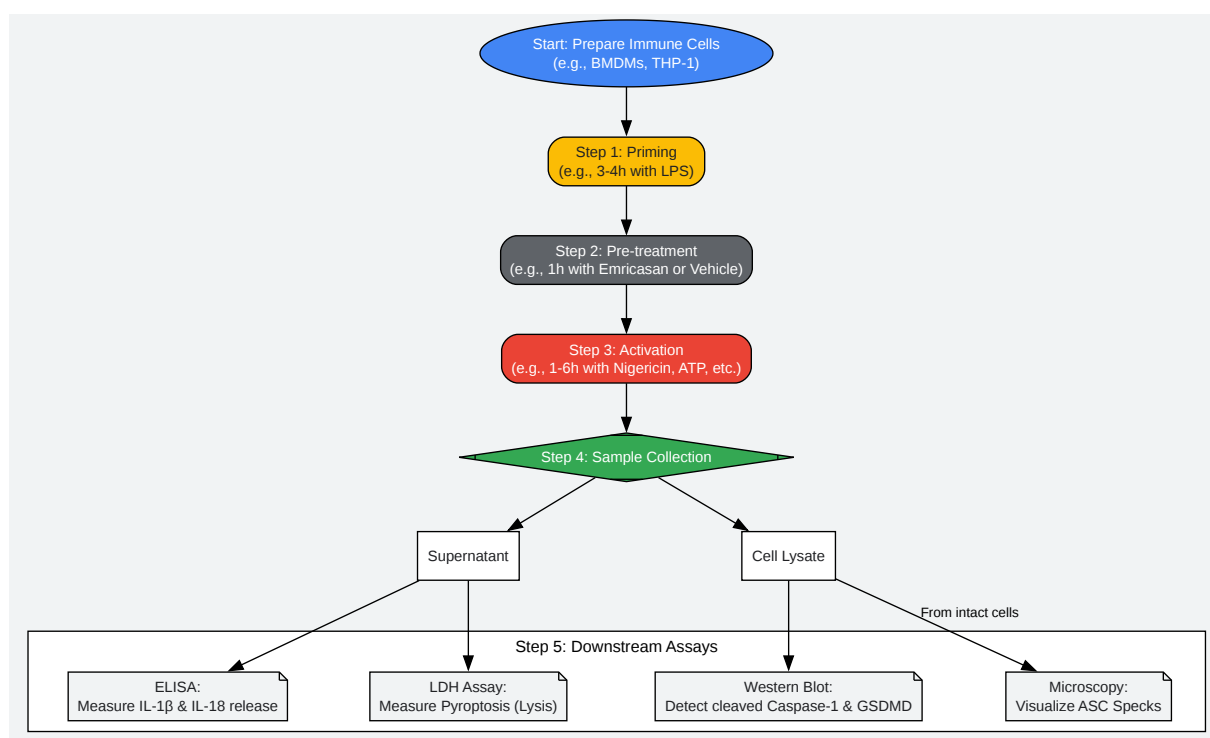 Start: Prepare Immune Cells
(e.g., BMDMs, THP-1)
Step 1: Priming
(e.g., 3-4h with LPS)
Step 2: Pre-treatment
(e.g., 1h with Emricasan or Vehicle)
Step 3: Activation
(e.g., 1-6h with Nigericin, ATP, etc.)
Step 4: Sample Collection
Supernatant
Cell Lysate
From intact cells
Step 5: Downstream Assays
ELISA:
Measure IL-1β & IL-18 release
LDH Assay:
Measure Pyroptosis (Lysis)
Western Blot:
Detect cleaved Caspase-1 & GSDMD
Microscopy:
Visualize ASC Specks